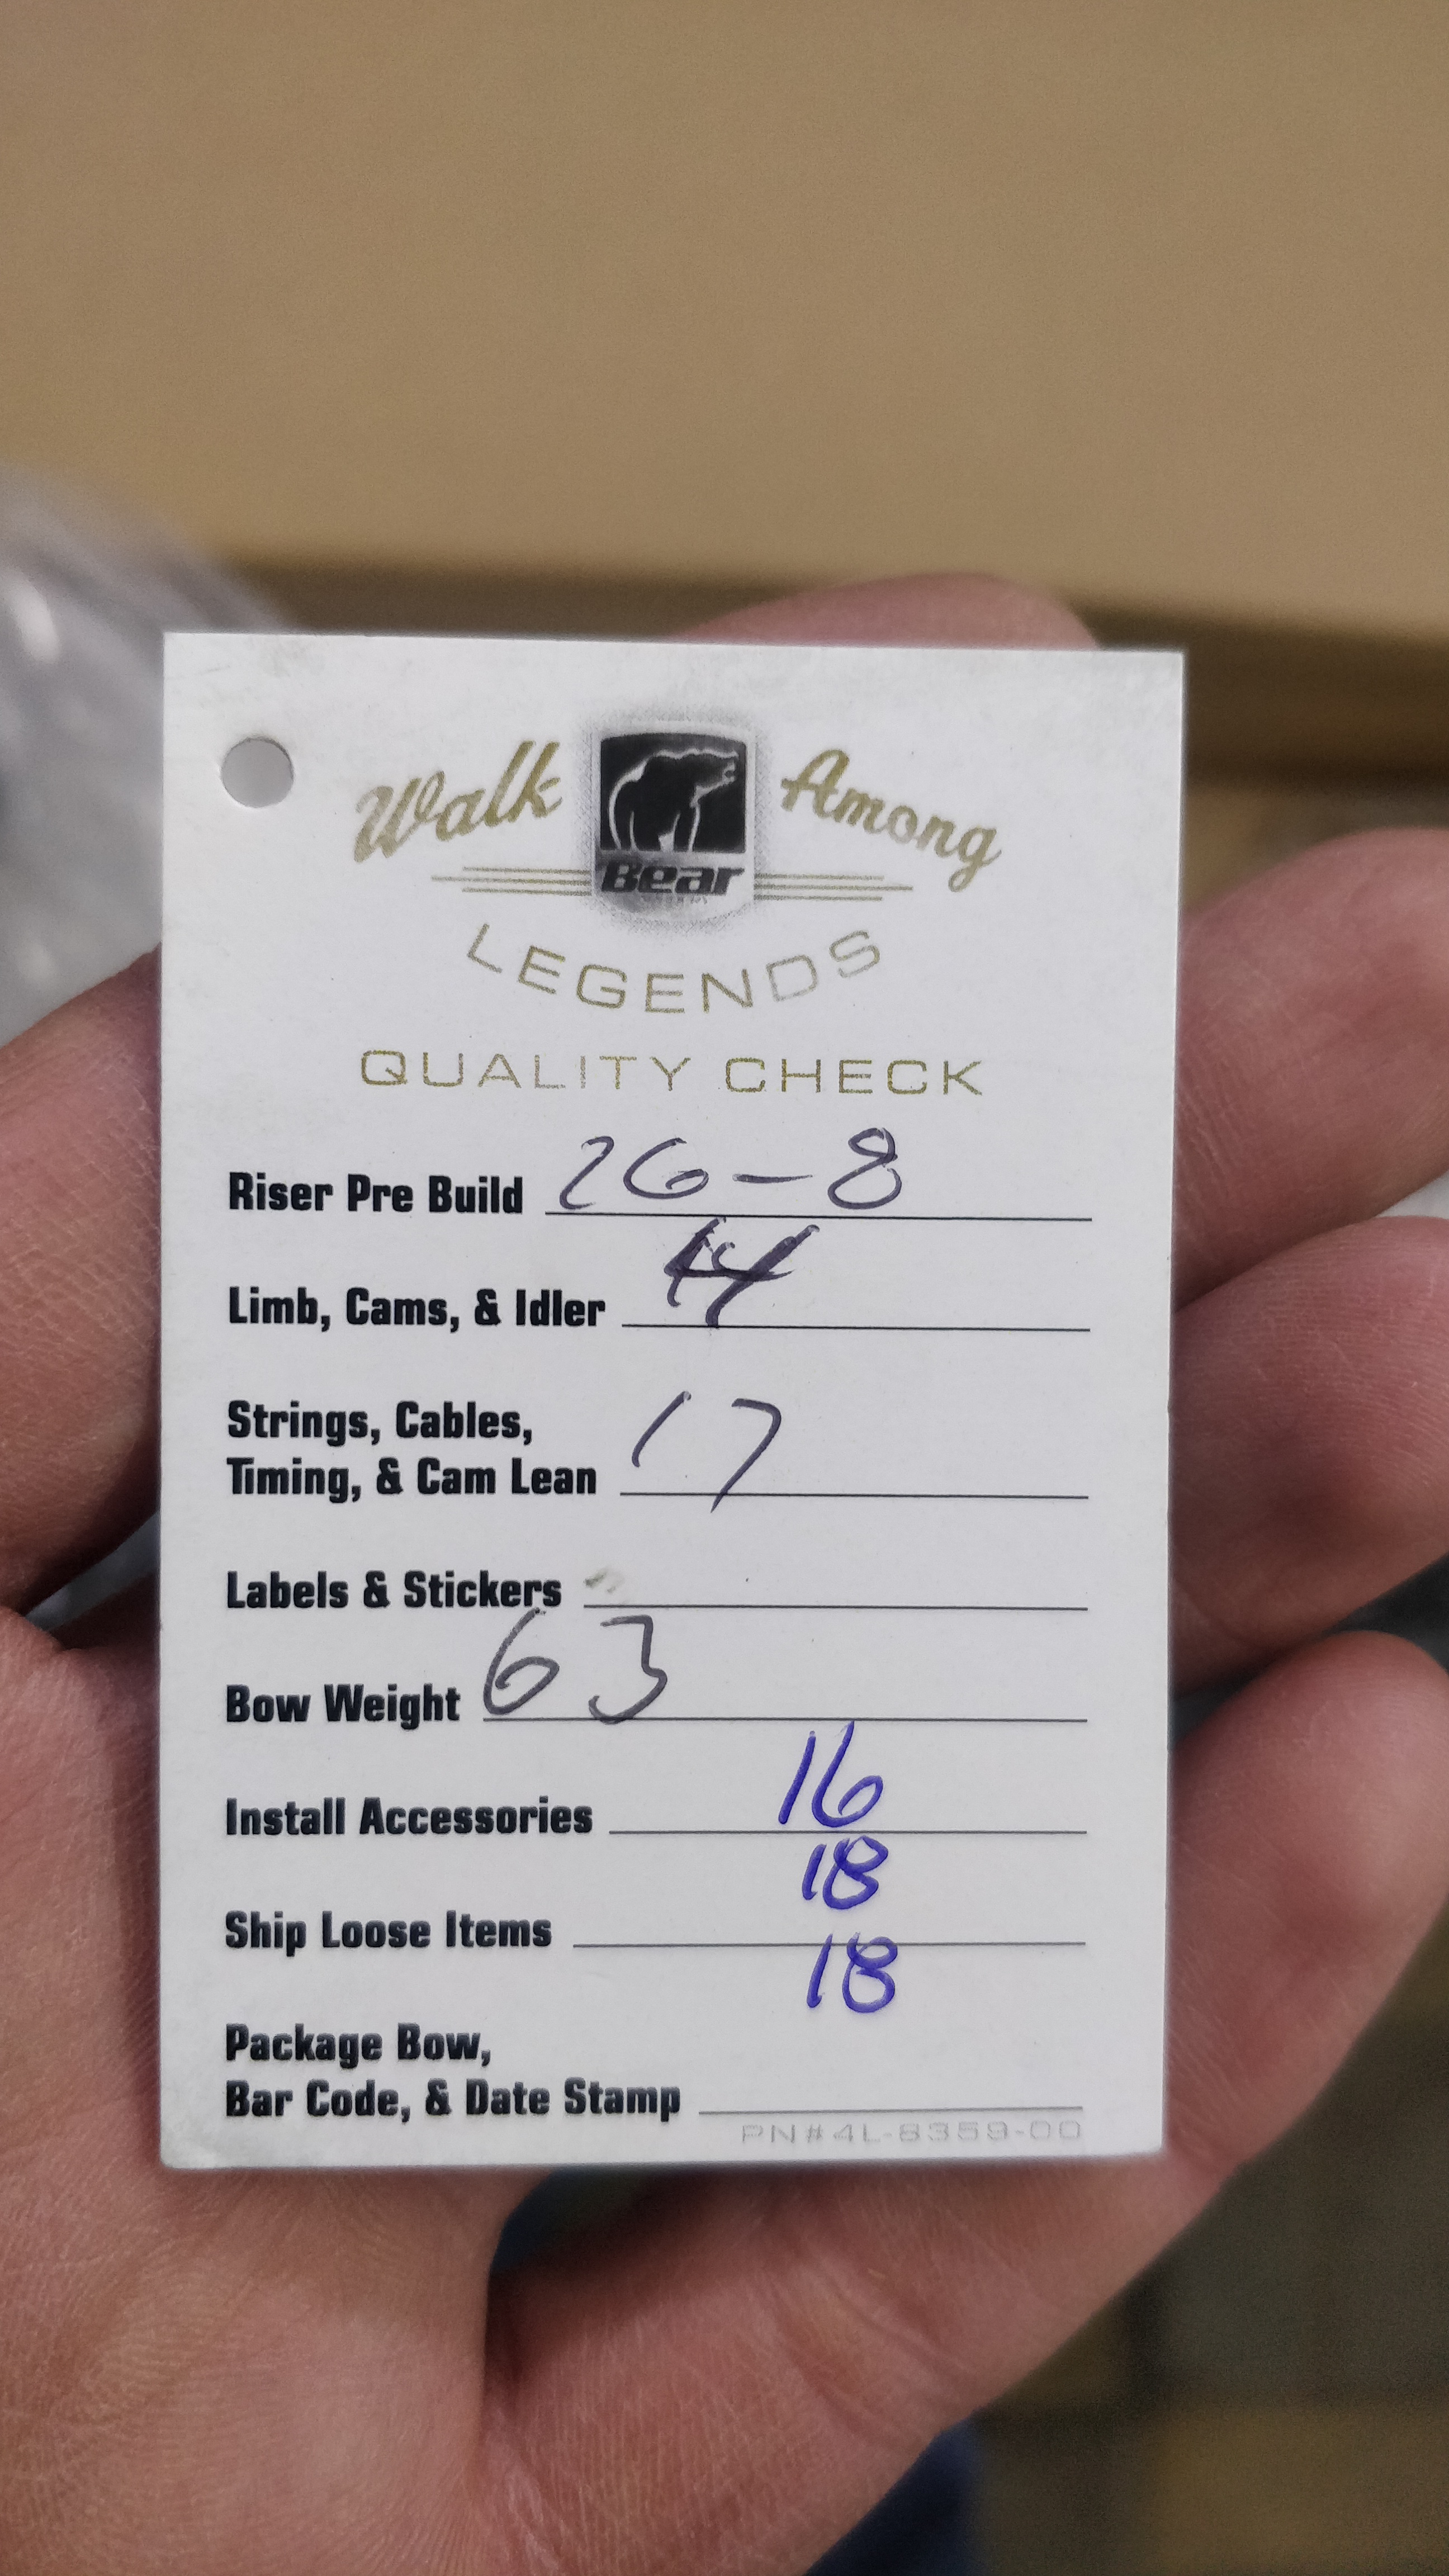 Walk Among
Bear
LEGENDS
QUALITY CHECK
Riser Pre Build 26-8
Limb, Cams, & Idler
Strings, Cables,
Timing, & Cam Lean 17
Labels & Stickers
Bow Weight 63
Install Accessories 16
18
Ship Loose Items
18
Package Bow,
Bar Code, & Date Stamp
PN#4L-8359-00